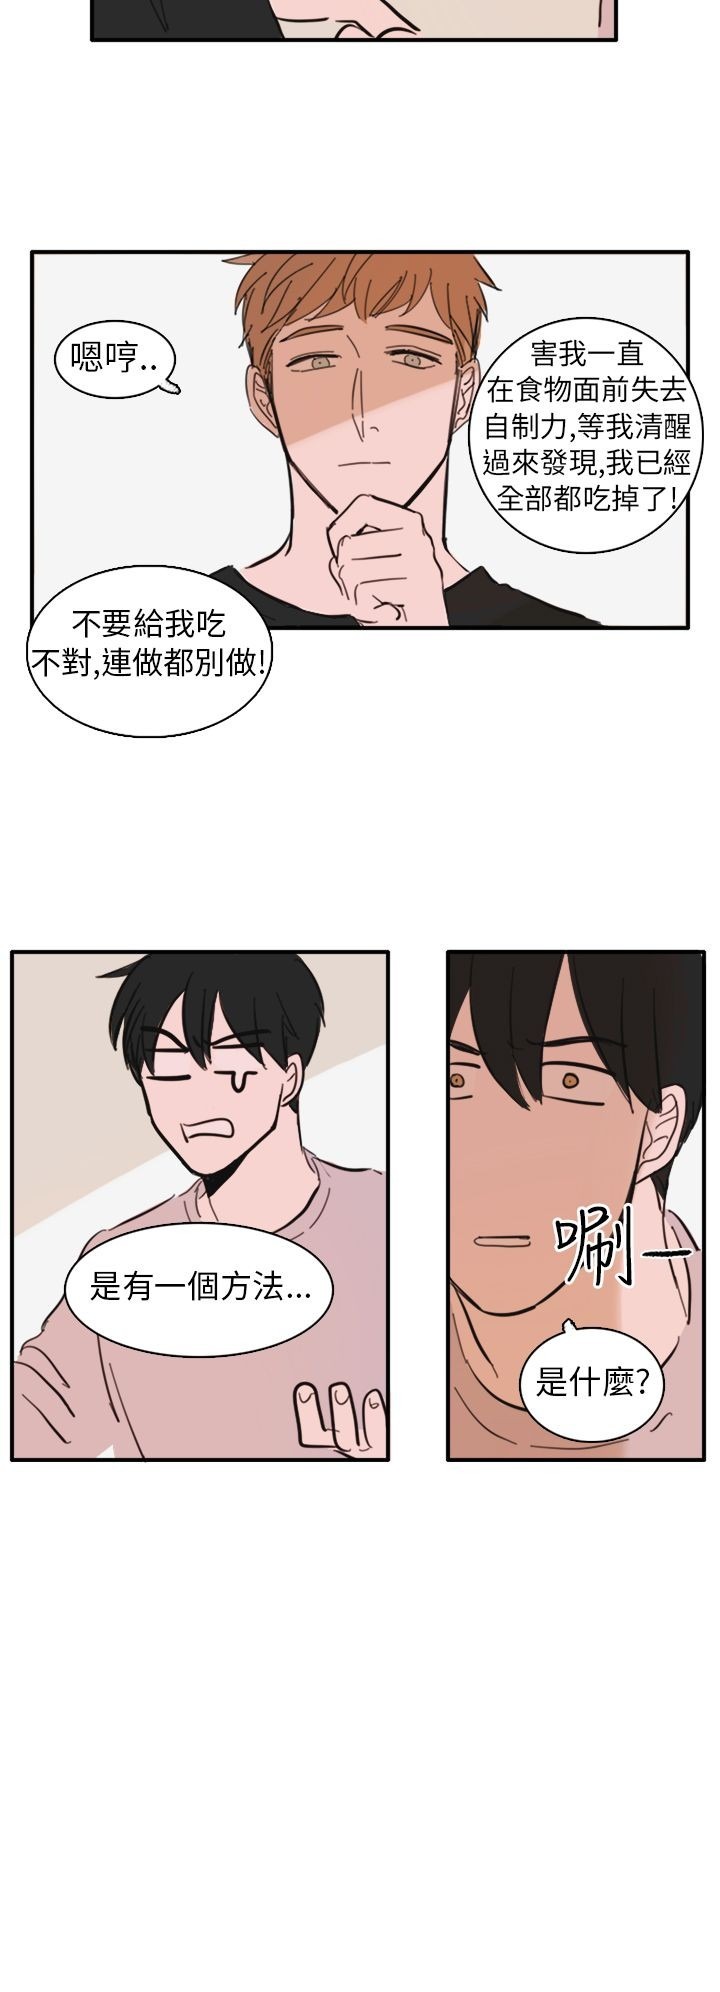 嗯哼..
害我一直
在食物面前失去
自制力,等我清醒
過來發現,我已經
全部都吃掉了!
不要給我吃
不對,連做都別做!
是有一個方法...
唰—
是什麼?